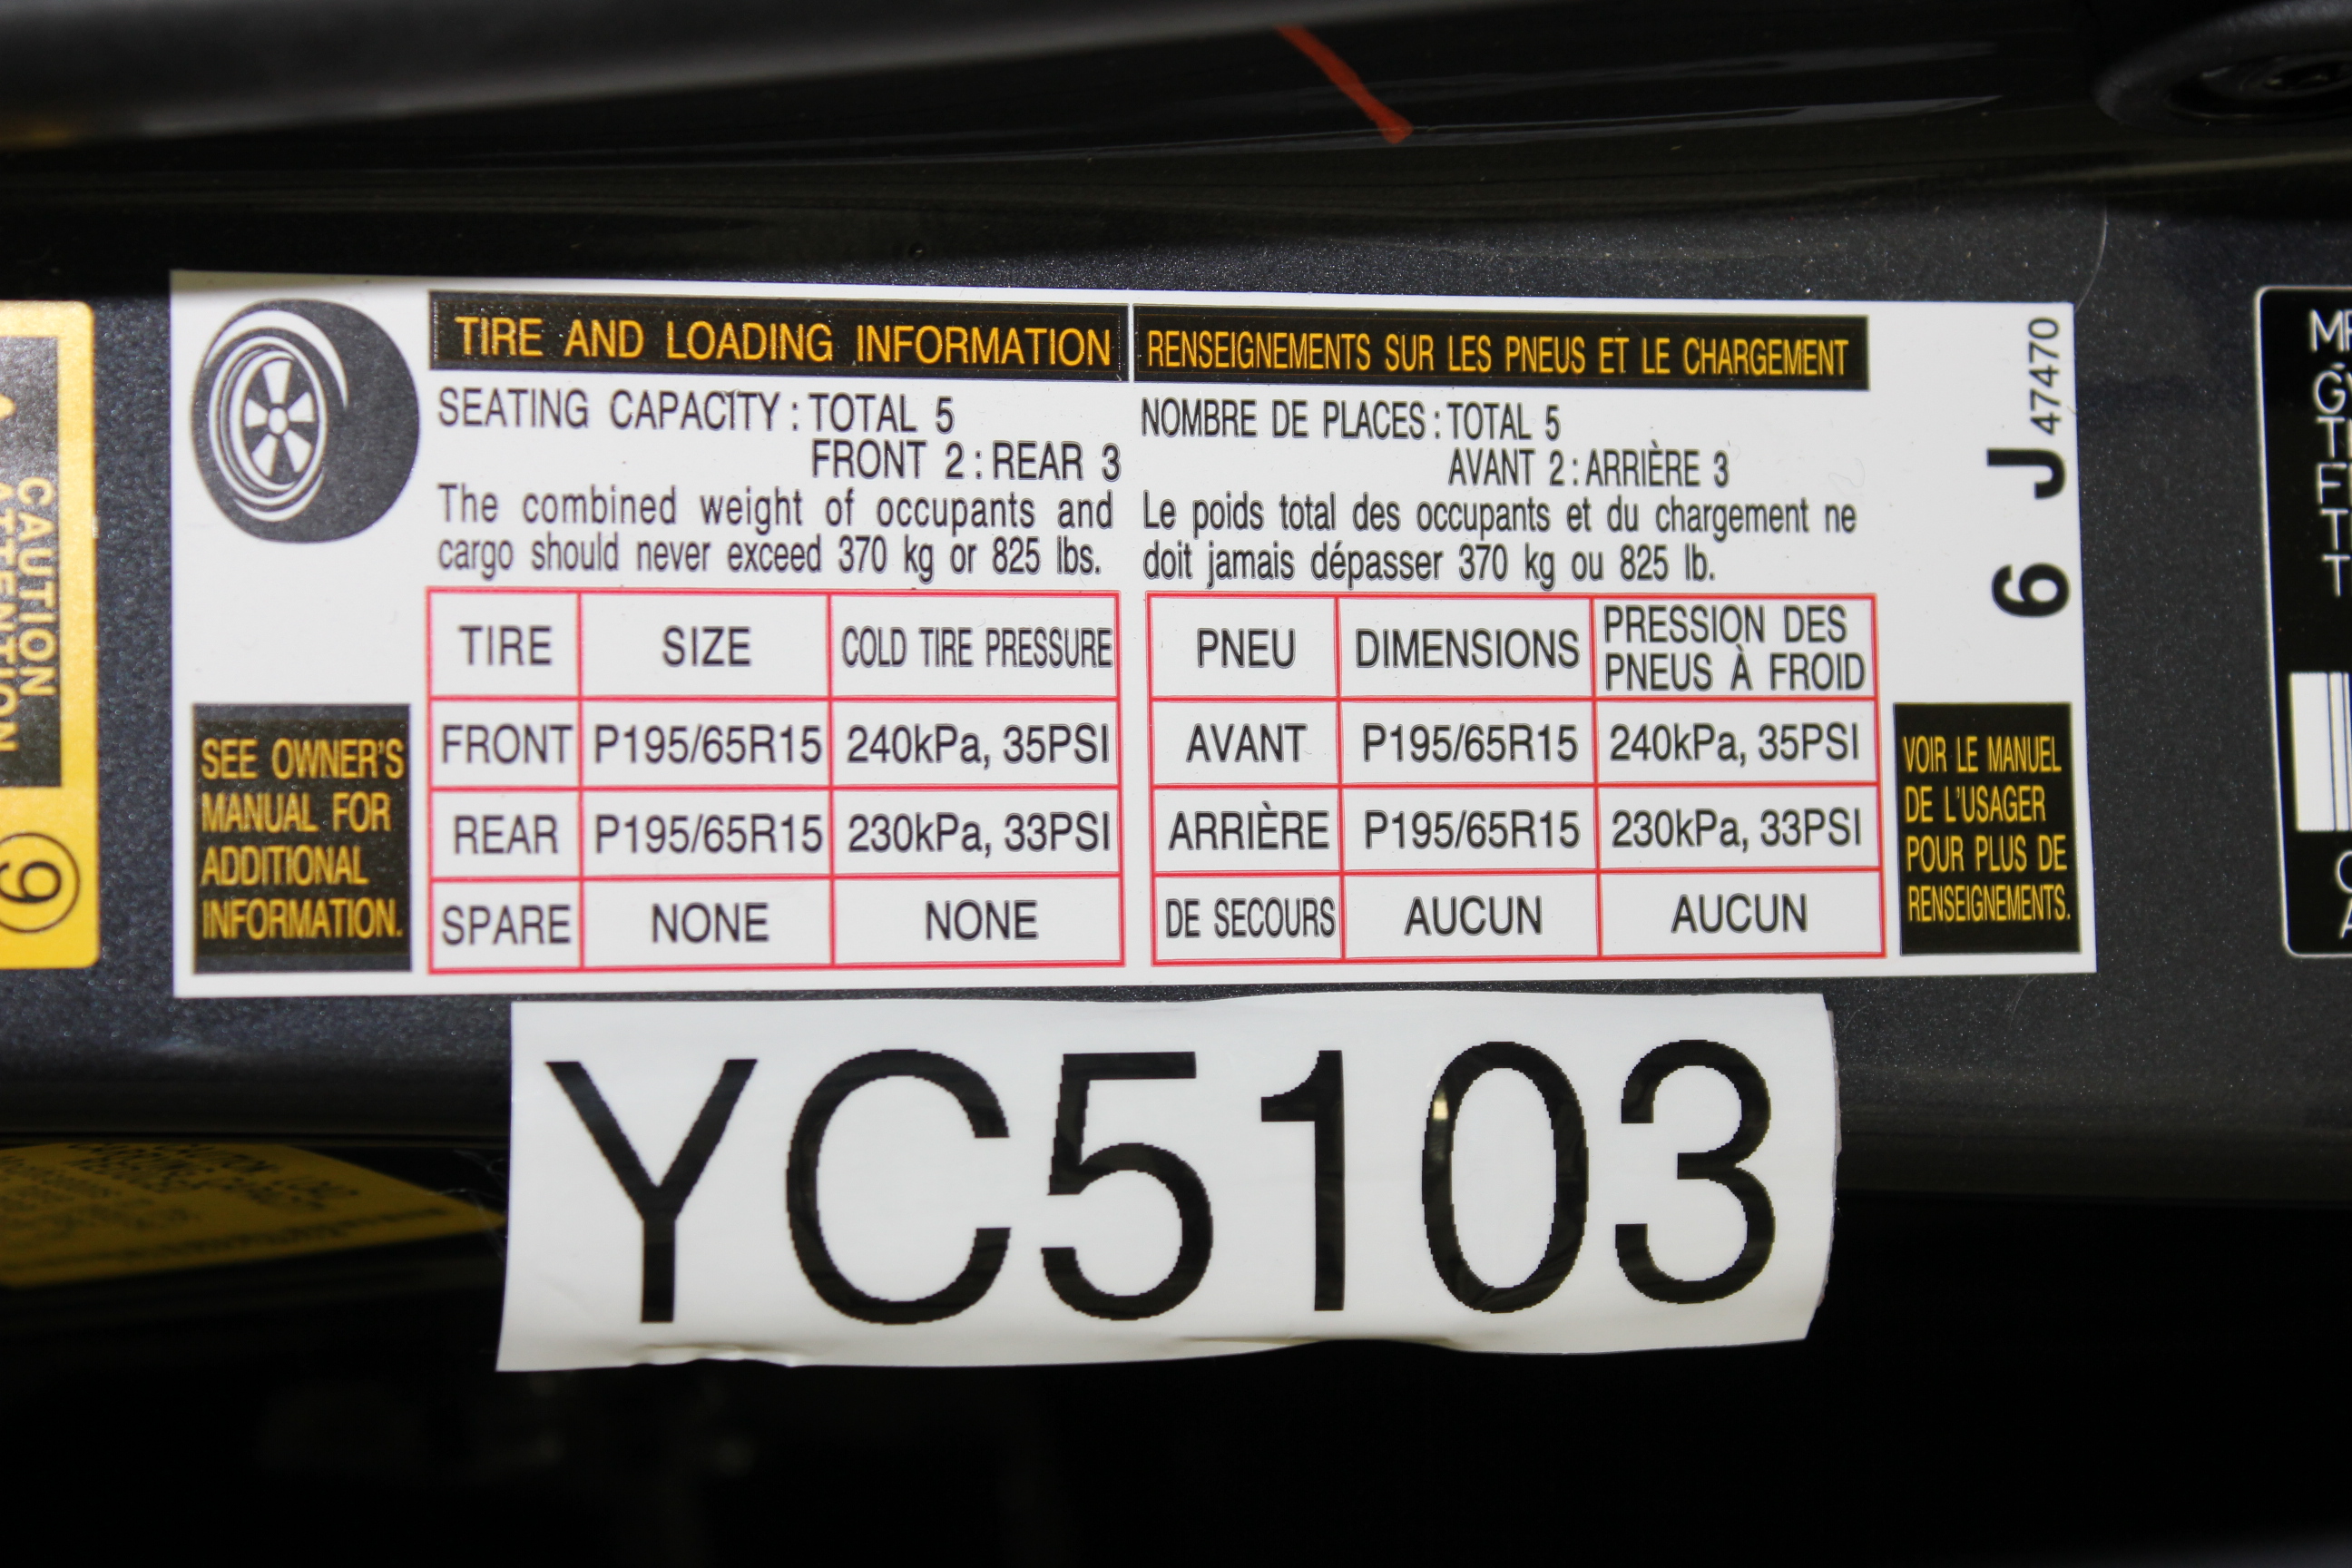 TIRE AND LOADING INFORMATION
SEATING CAPACITY : TOTAL 5
FRONT 2 : REAR 3
The combined weight of occupants and
cargo should never exceed 370 kg or 825 lbs.
TIRE SIZE COLD TIRE PRESSURE
FRONT P195/65R15 240kPa, 35PSI
REAR P195/65R15 230kPa, 33PSI
SPARE NONE NONE
SEE OWNER'S
MANUAL FOR
ADDITIONAL
INFORMATION.
RENSEIGNEMENTS SUR LES PNEUS ET LE CHARGEMENT
NOMBRE DE PLACES : TOTAL 5
AVANT 2 : ARRIÈRE 3
Le poids total des occupants et du chargement ne
doit jamais dépasser 370 kg ou 825 lb.
PNEU DIMENSIONS PRESSION DES
PNEUS À FROID
AVANT P195/65R15 240kPa, 35PSI
ARRIÈRE P195/65R15 230kPa, 33PSI
DE SECOURS AUCUN AUCUN
VOIR LE MANUEL
DE L'USAGER
POUR PLUS DE
RENSEIGNEMENTS.
6 J 47470
YC5103
CAUTION
ATTENTION
9